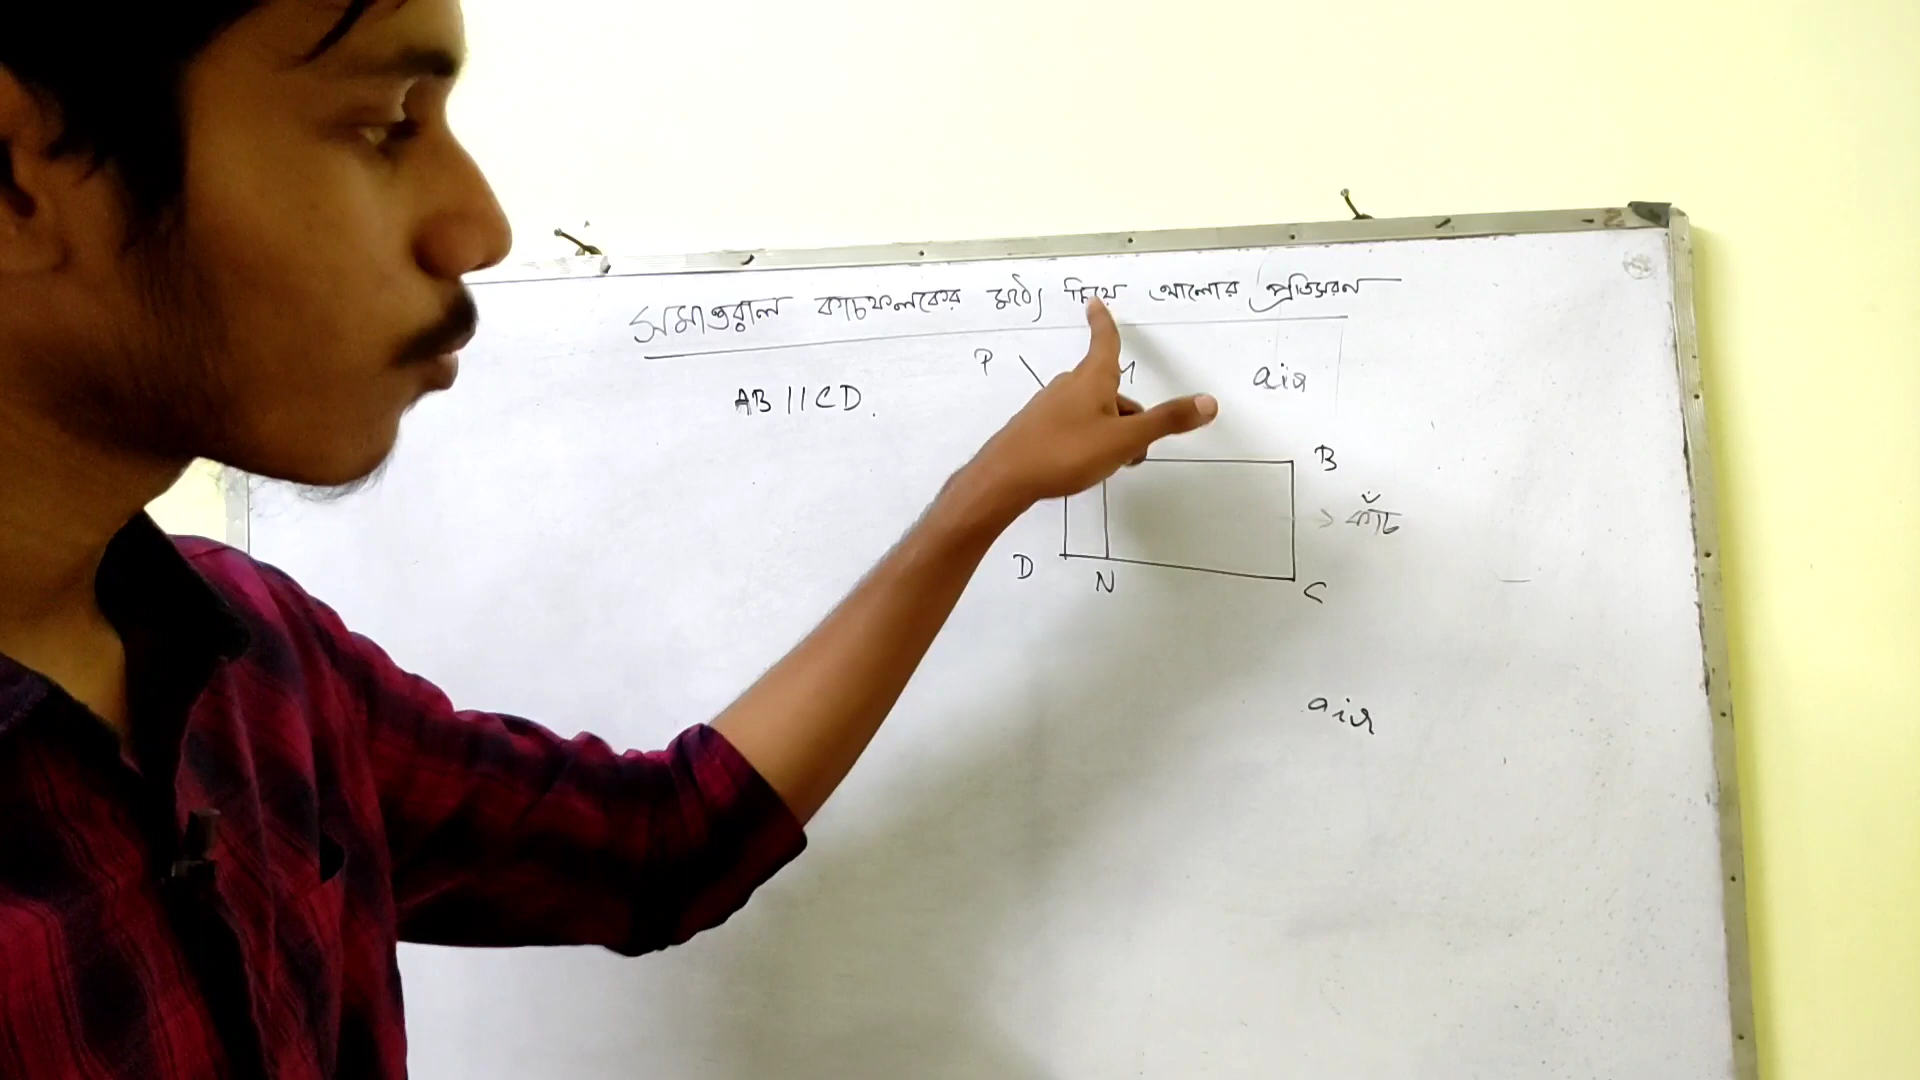 সমান্তরাল কাচফলকের মধ্যে দিয়ে আলোর প্রতিসরণ
P
air
AB || CD.
B
কাঁচ
D
N
C
air